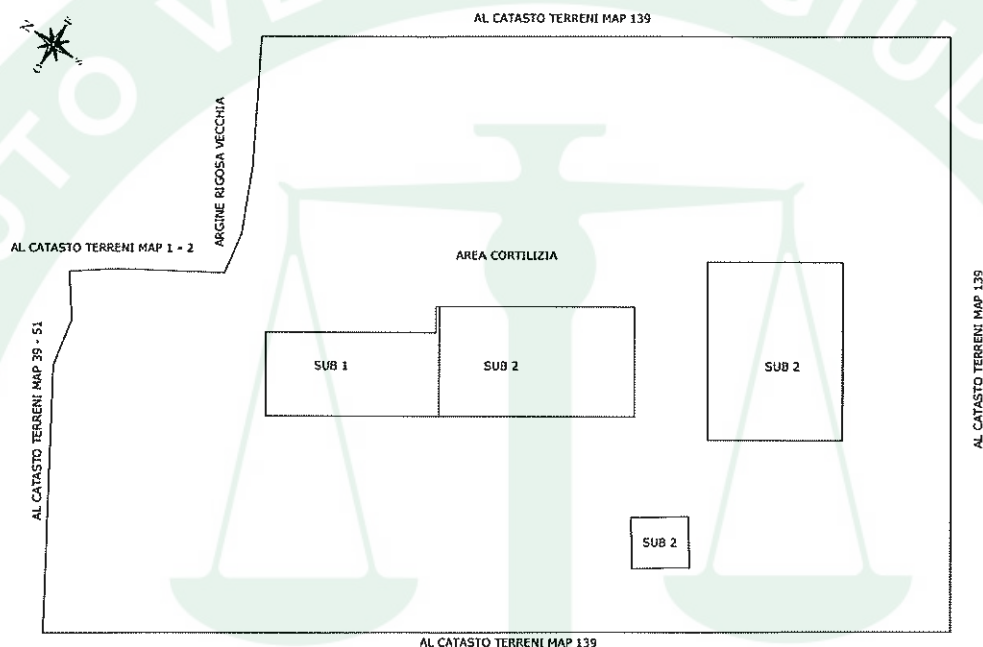 AL CATASTO TERRENI MAP 139
N
E
O
S
ARGINE RIGOSA VECCHIA
AL CATASTO TERRENI MAP 1 - 2
AREA CORTILIZIA
AL CATASTO TERRENI MAP 39 - 51
SUB 1
SUB 2
SUB 2
AL CATASTO TERRENI MAP 139
SUB 2
AL CATASTO TERRENI MAP 139